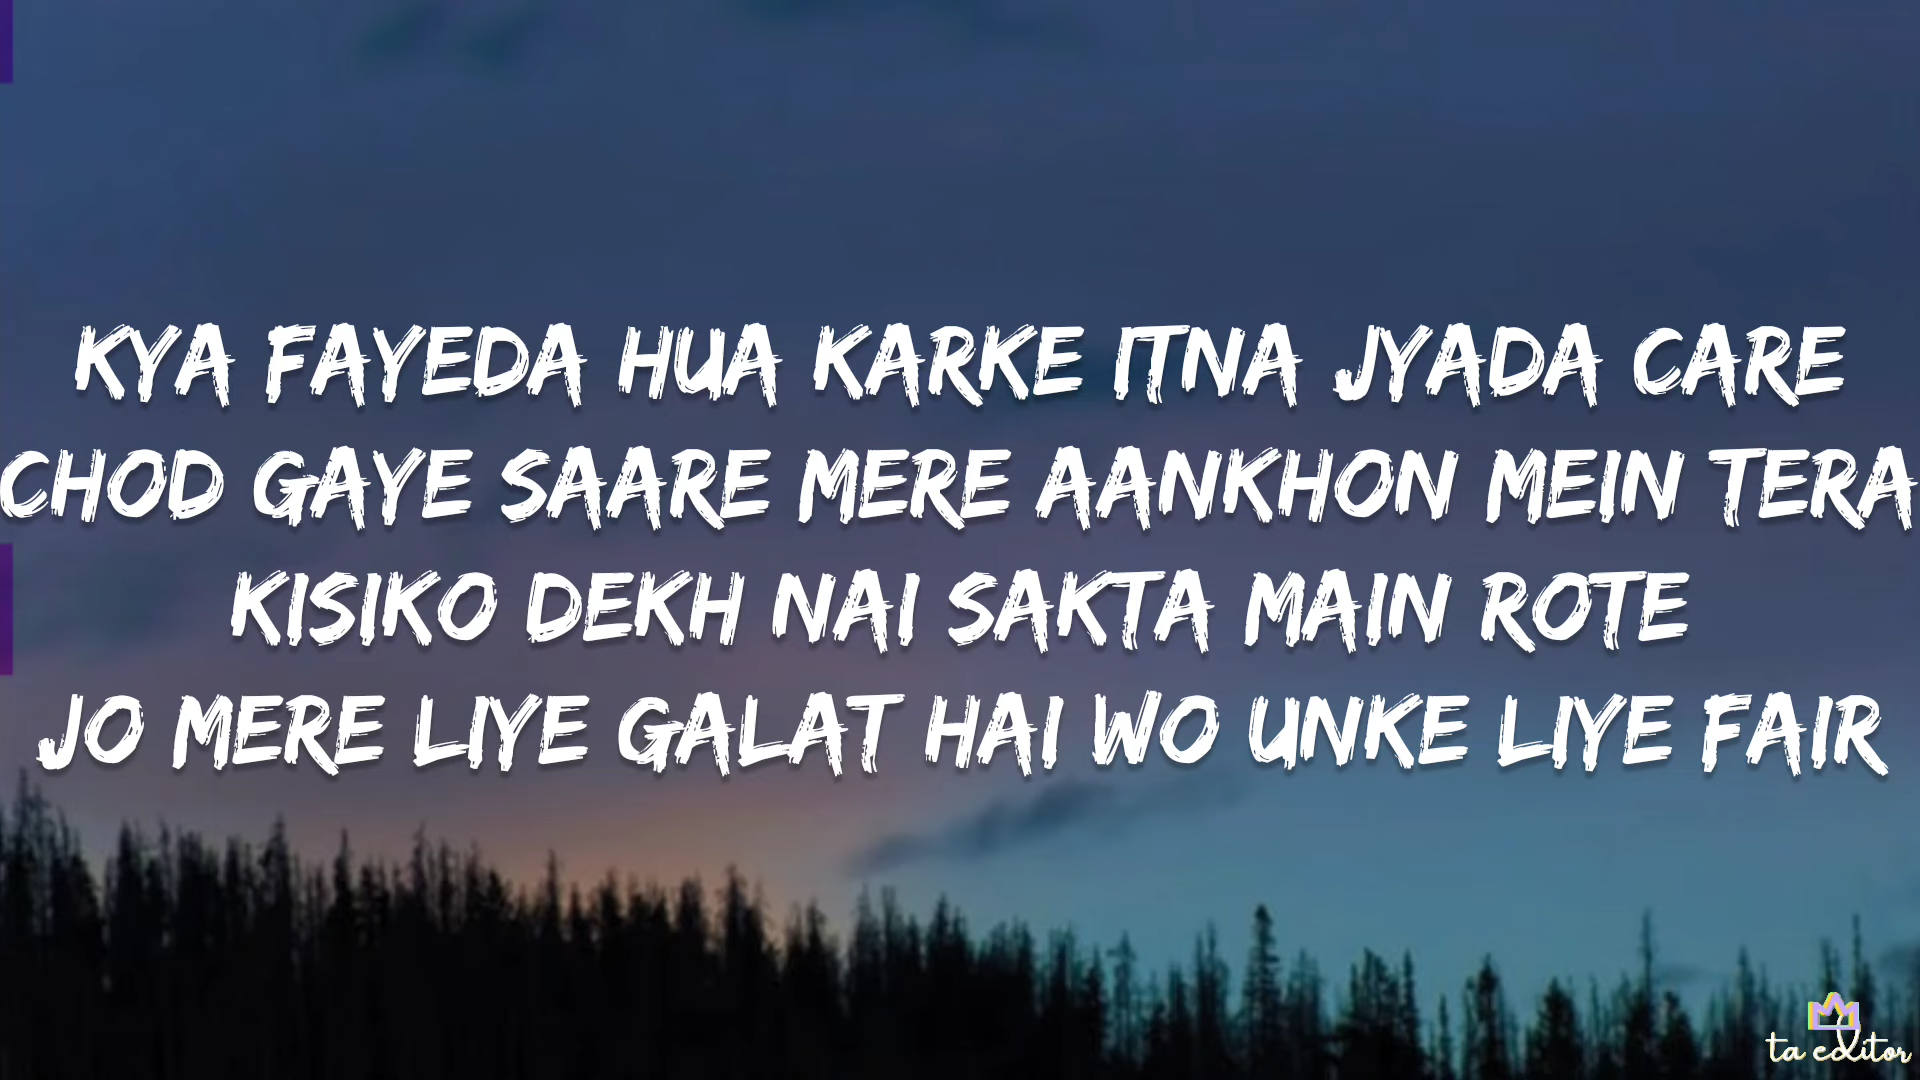 KYA FAYEDA HUA KARKE ITNA JYADA CARE
CHOD GAYE SAARE MERE AANKHON MEIN TERA
KISIKO DEKH NAI SAKTA MAIN ROTE
JO MERE LIYE GALAT HAI WO UNKE LIYE FAIR
ta editor